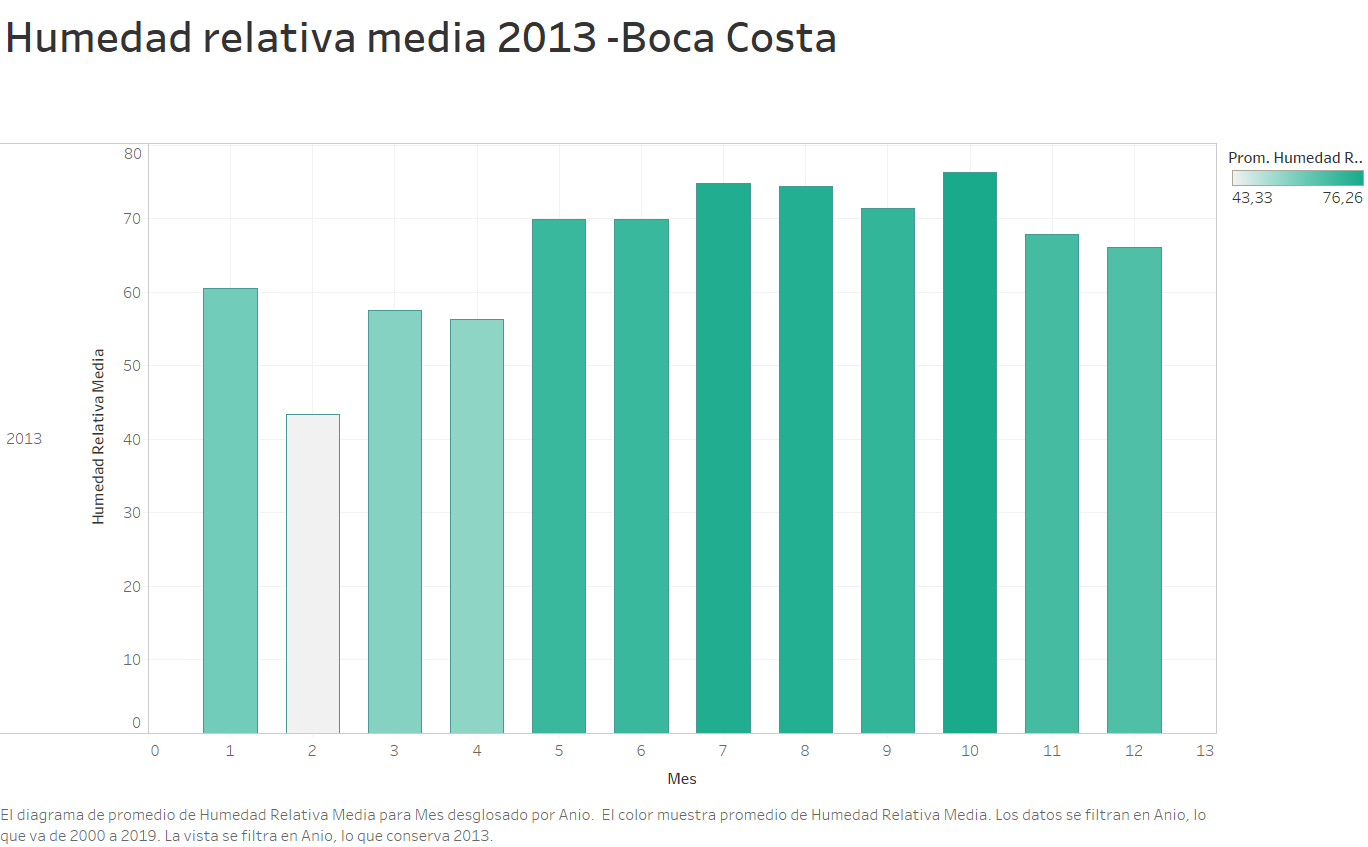 Humedad relativa media 2013 -Boca Costa
Prom. Humedad R..
43,33 76,26
2013
Humedad Relativa Media
80
70
60
50
40
30
20
10
0
0 1 2 3 4 5 6 7 8 9 10 11 12 13
Mes
El diagrama de promedio de Humedad Relativa Media para Mes desglosado por Anio.  El color muestra promedio de Humedad Relativa Media. Los datos se filtran en Anio, lo
que va de 2000 a 2019. La vista se filtra en Anio, lo que conserva 2013.